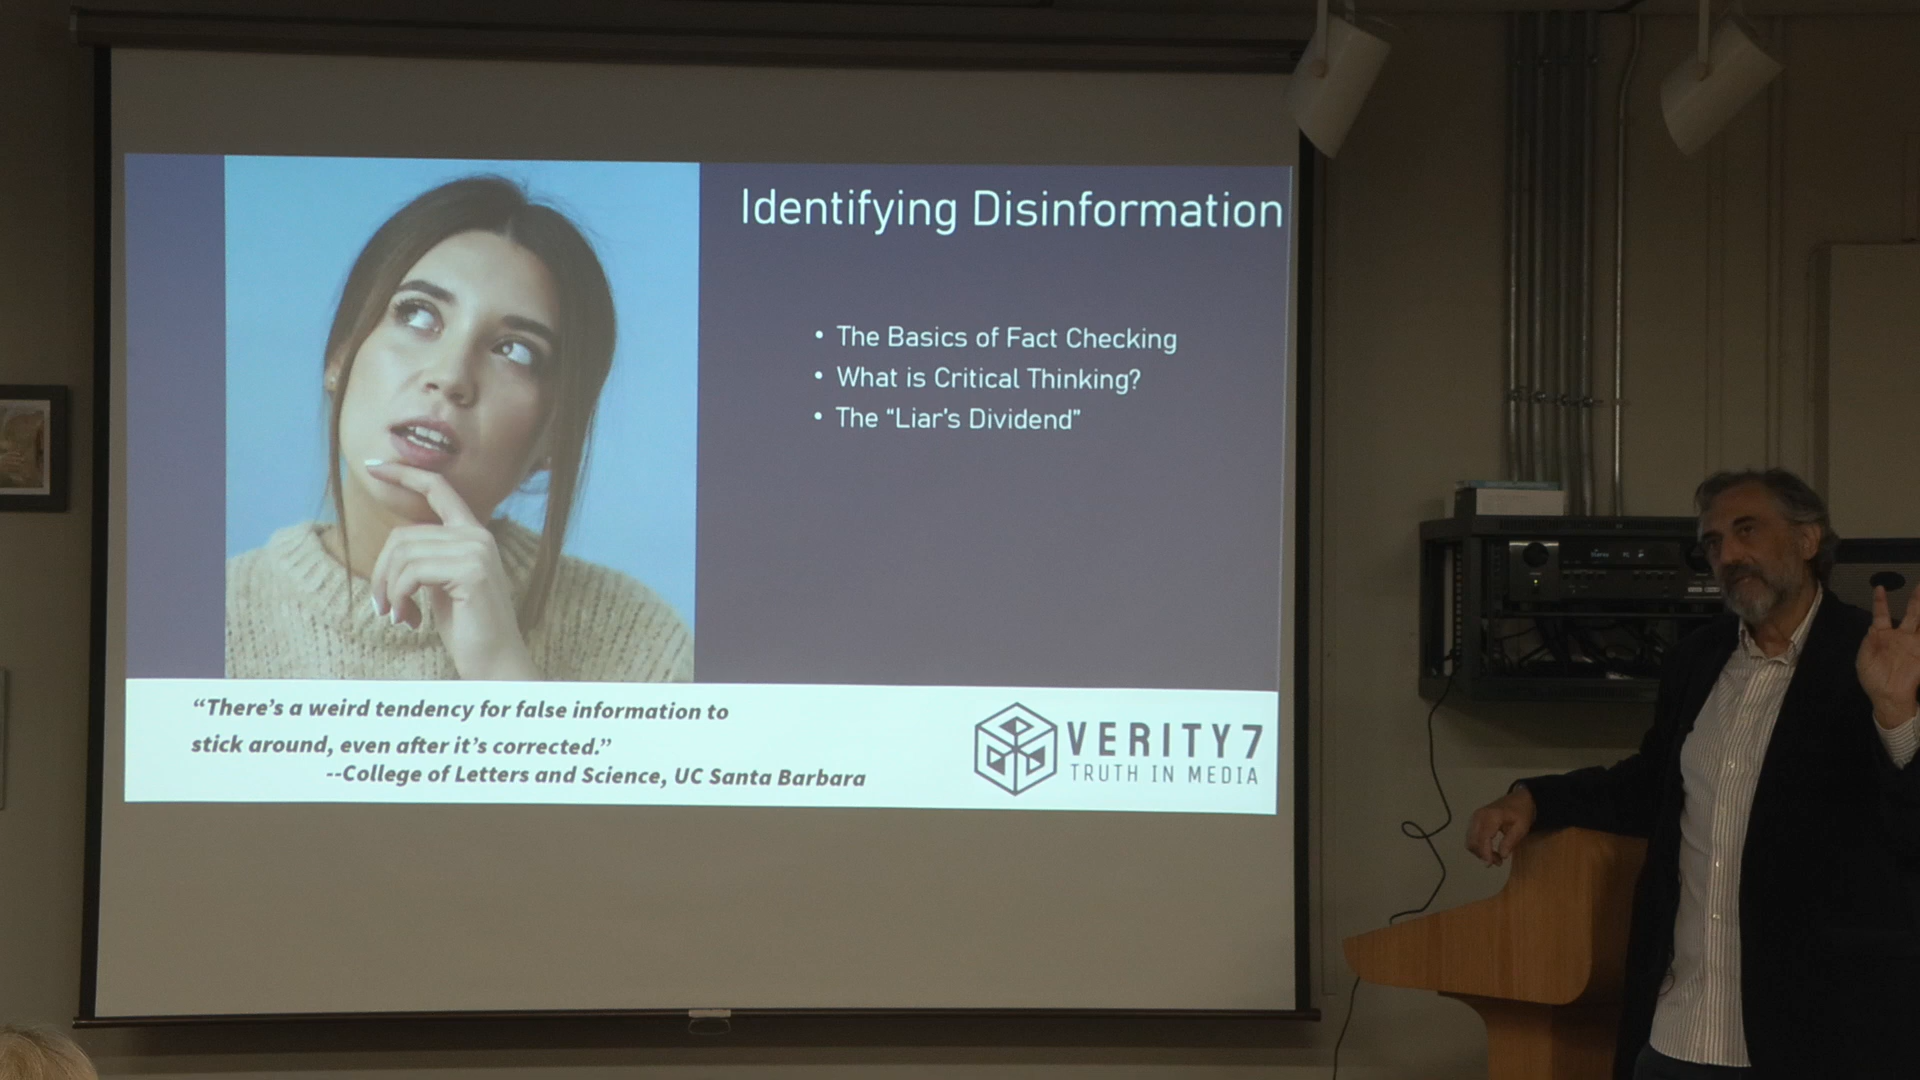 Identifying Disinformation
• The Basics of Fact Checking
• What is Critical Thinking?
• The “Liar's Dividend”
“There’s a weird tendency for false information to
stick around, even after it’s corrected.”
--College of Letters and Science, UC Santa Barbara
VERITY7
TRUTH IN MEDIA